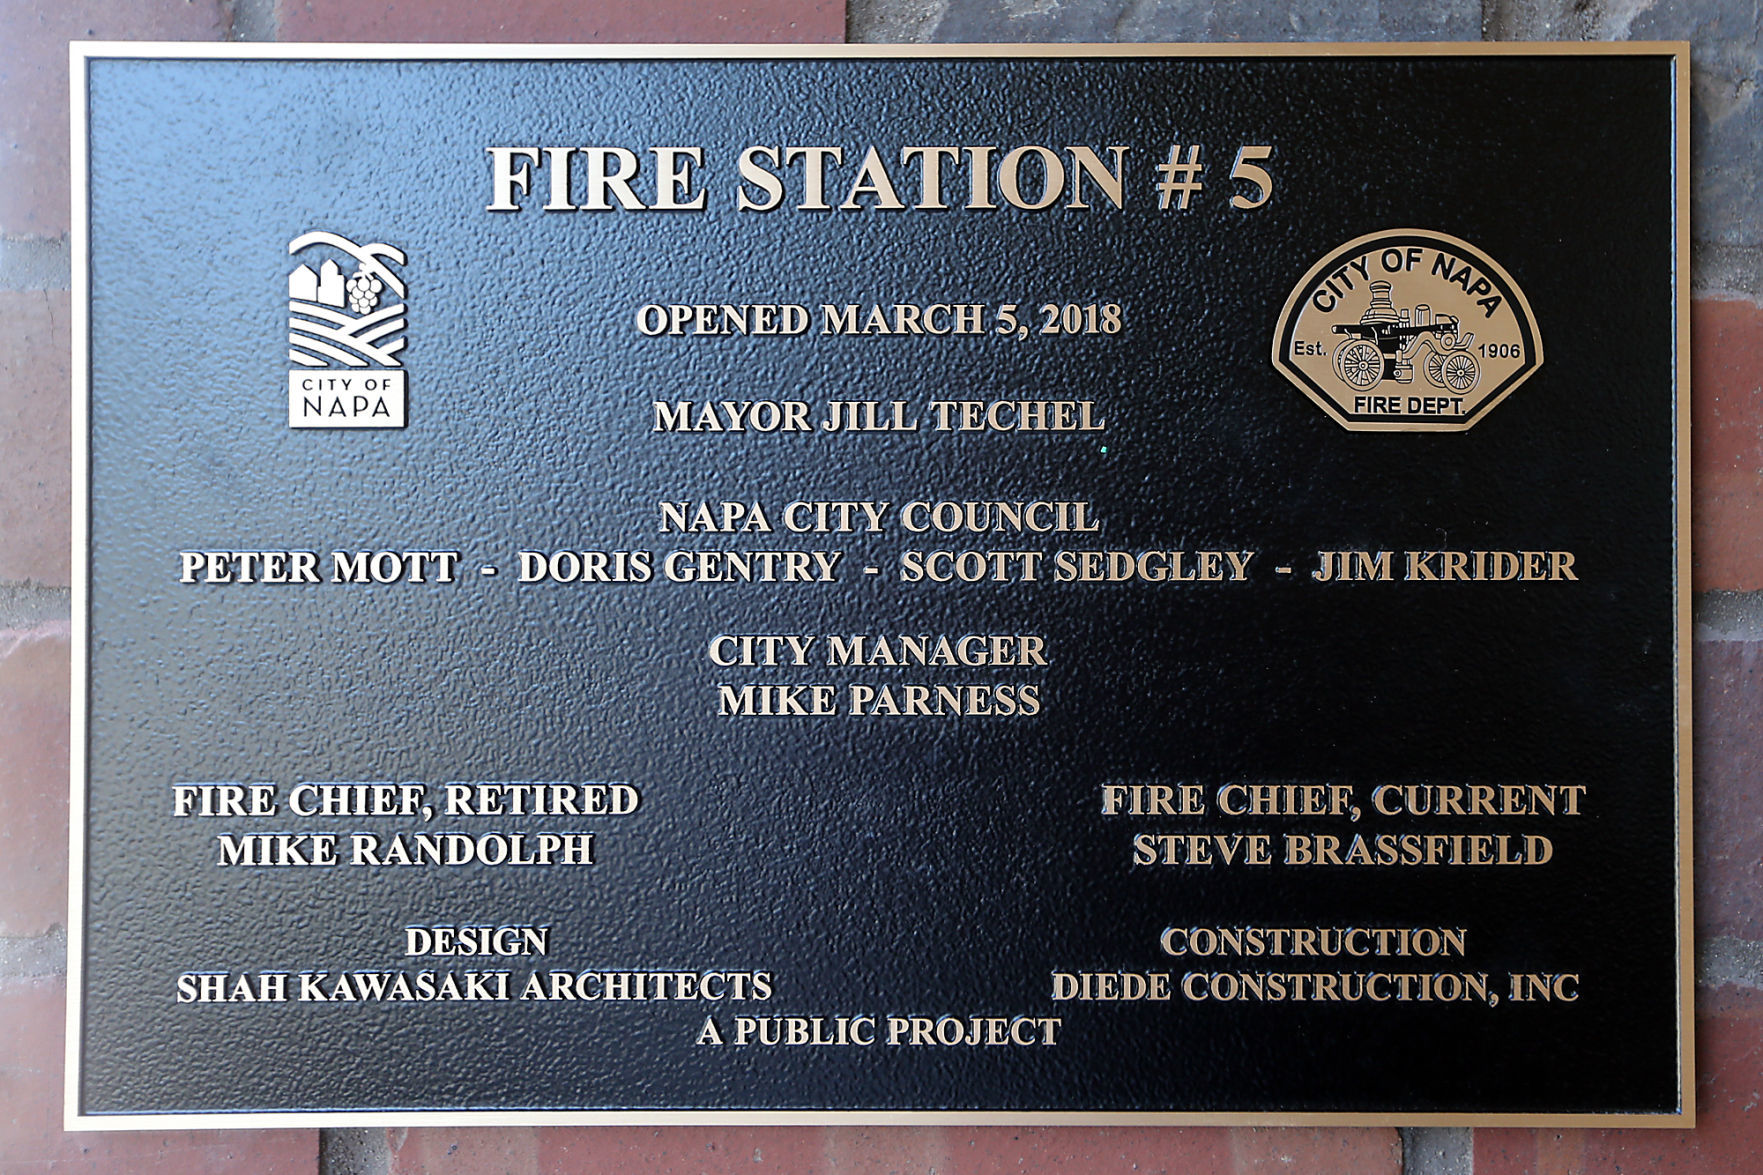 FIRE STATION # 5
CITY OF
NAPA
CITY OF NAPA
Est. 1906
FIRE DEPT.
OPENED MARCH 5, 2018
MAYOR JILL TECHEL
NAPA CITY COUNCIL
PETER MOTT - DORIS GENTRY - SCOTT SEDGLEY - JIM KRIDER
CITY MANAGER
MIKE PARNESS
FIRE CHIEF, RETIRED
MIKE RANDOLPH
FIRE CHIEF, CURRENT
STEVE BRASSFIELD
DESIGN
SHAH KAWASAKI ARCHITECTS
CONSTRUCTION
DIEDE CONSTRUCTION, INC
A PUBLIC PROJECT